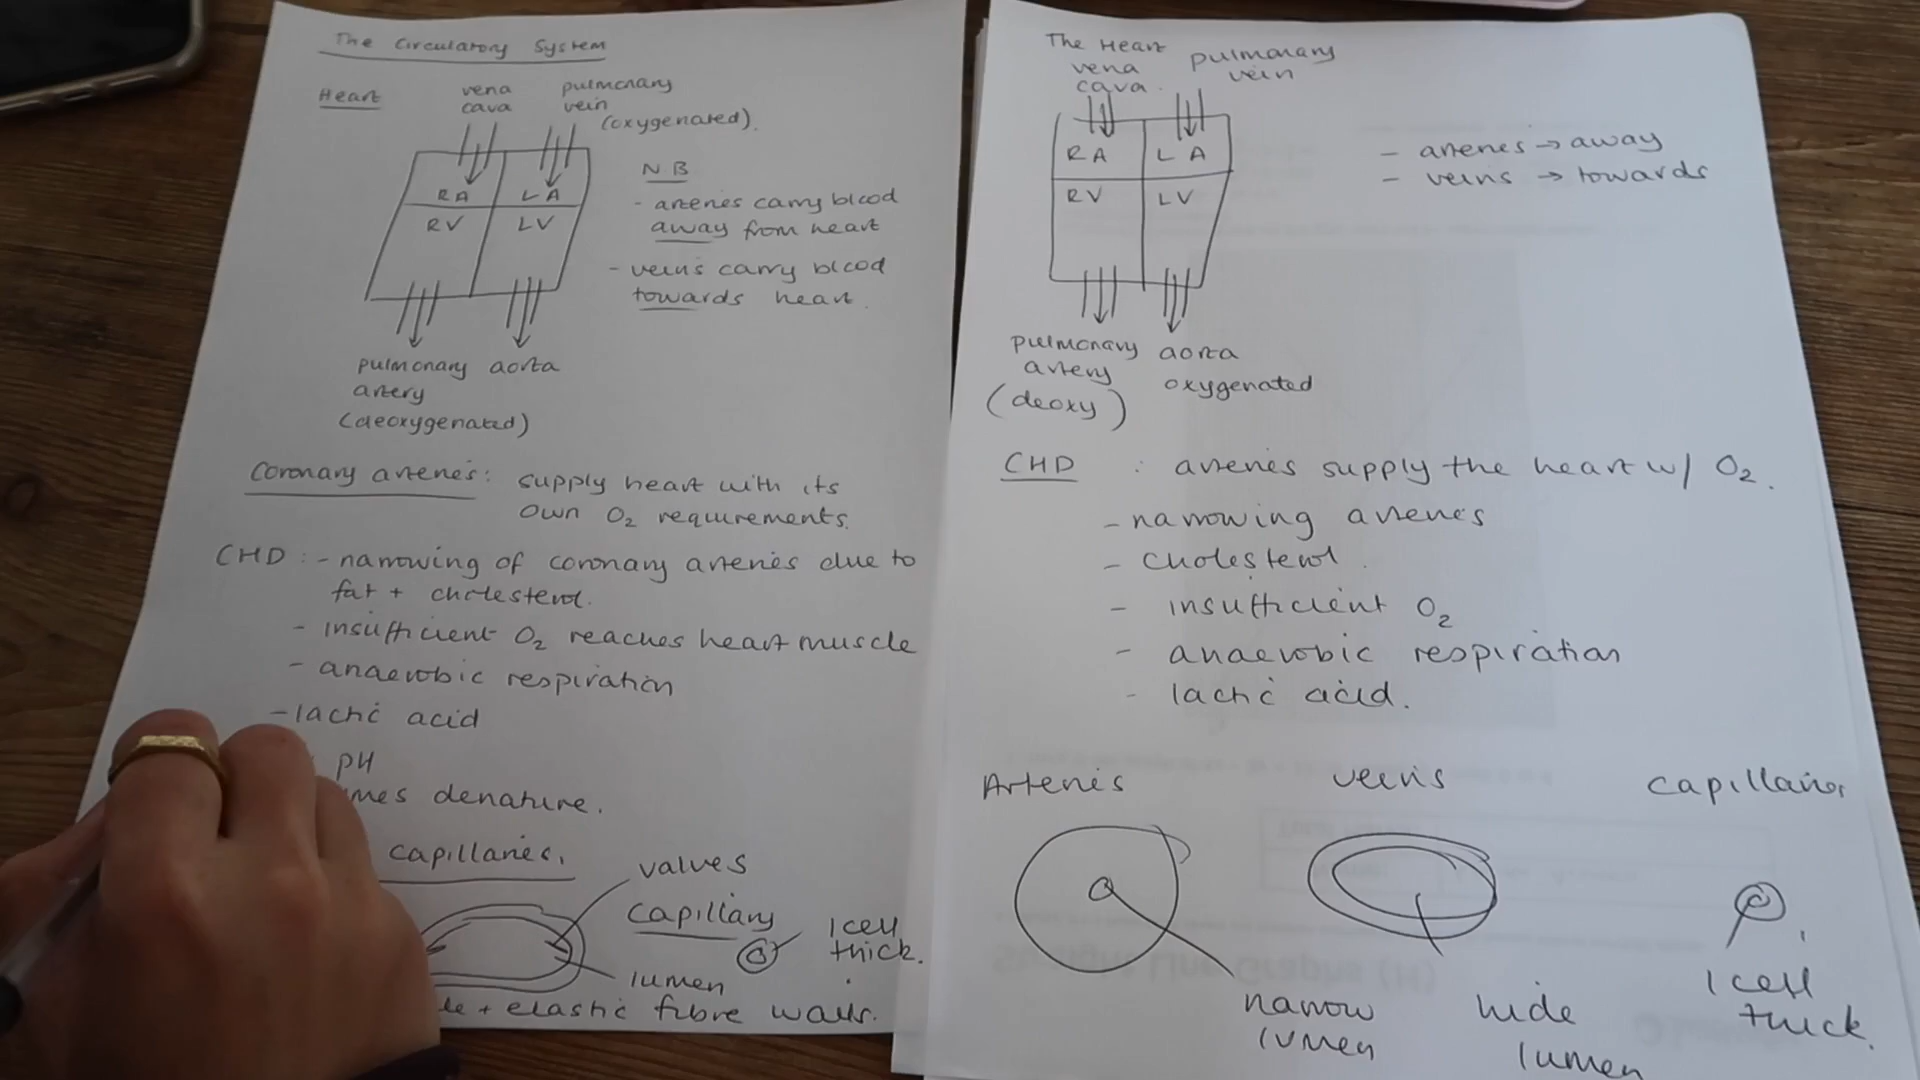 The Circulatory System
Heart
vena
cava
pulmonary
vein
(oxygenated).
RA
LA
RV
LV
NB
- arteries carry blood
away from heart
- veins carry blood
towards heart.
pulmonary
artery
(deoxygenated)
aorta
Coronary arteries: supply heart with its
own O₂ requirements.
CHD: - narrowing of coronary arteries due to
fat + cholesterol.
- insufficient O₂ reaches heart muscle
- anaerobic respiration
- lactic acid
pH
denature.
capillaries.
valves
capillary
1 cell
thick.
lumen
+ elastic fibre walls.
The Heart
vena
cava.
pulmonary
vein
RA
LA
RV
LV
- arteries → away
- veins → towards
pulmonary
artery
(deoxy)
aorta
oxygenated
CHD : arteries supply the heart w/ O₂.
- narrowing arteries
- cholesterol.
- insufficient O₂
- anaerobic respiration
- lactic acid.
Arteries
veins
capillaries
narrow
lumen
wide
lumen
1 cell
thick.